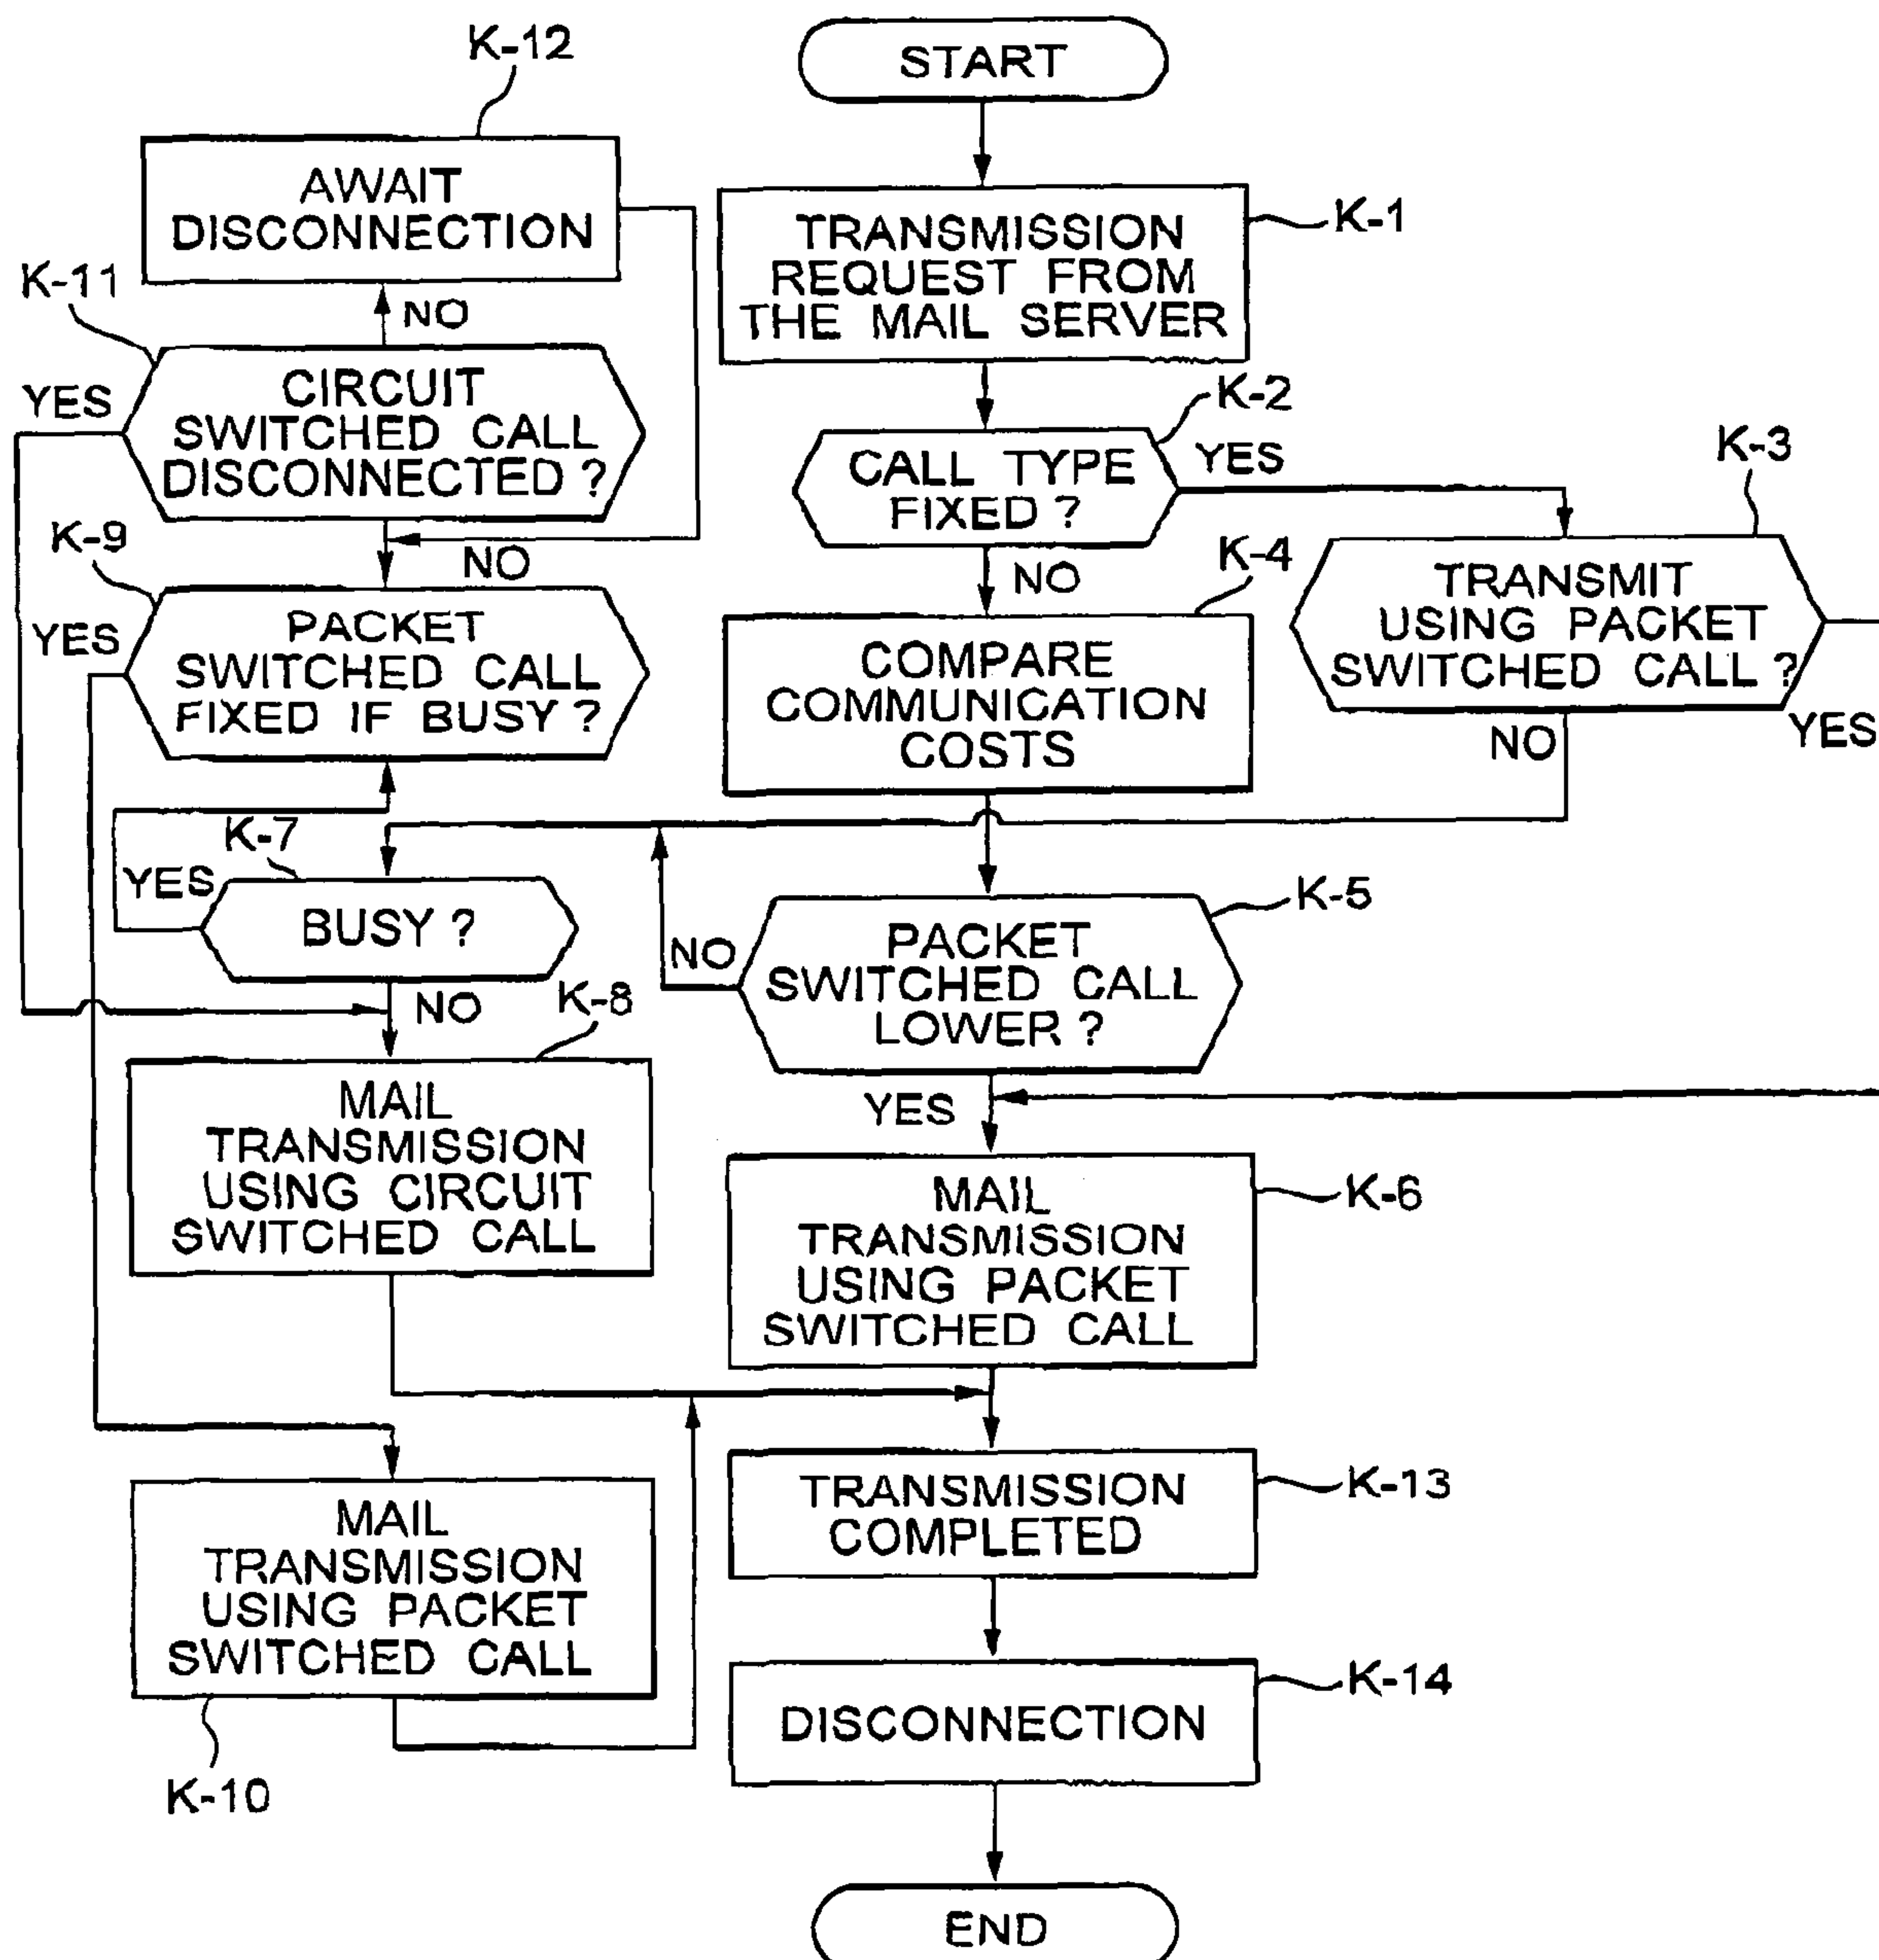 START
K-12
AWAIT
DISCONNECTION
TRANSMISSION
REQUEST FROM
THE MAIL SERVER
K-1
K-11
NO
YES
CIRCUIT
SWITCHED CALL
DISCONNECTED ?
K-2
CALL TYPE
FIXED ?
YES
K-3
K-9
NO
NO
K-4
YES
PACKET
SWITCHED CALL
FIXED IF BUSY ?
COMPARE
COMMUNICATION
COSTS
TRANSMIT
USING PACKET
SWITCHED CALL ?
NO
YES
K-7
YES
BUSY ?
NO
PACKET
SWITCHED CALL
LOWER ?
K-5
NO
K-8
YES
MAIL
TRANSMISSION
USING CIRCUIT
SWITCHED CALL
MAIL
TRANSMISSION
USING PACKET
SWITCHED CALL
K-6
MAIL
TRANSMISSION
USING PACKET
SWITCHED CALL
K-10
TRANSMISSION
COMPLETED
K-13
DISCONNECTION
K-14
END